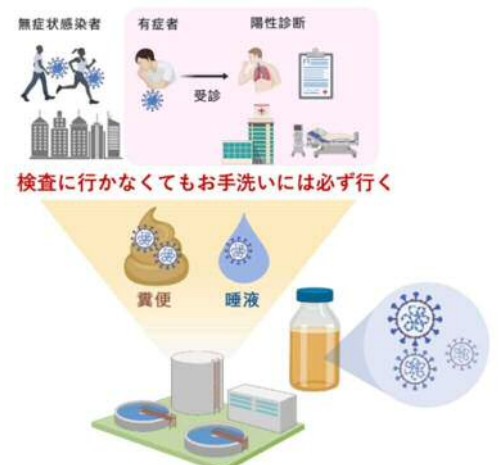 無症状感染者
有症者
陽性診断
受診
検査に行かなくてもお手洗いには必ず行く
糞便
唾液